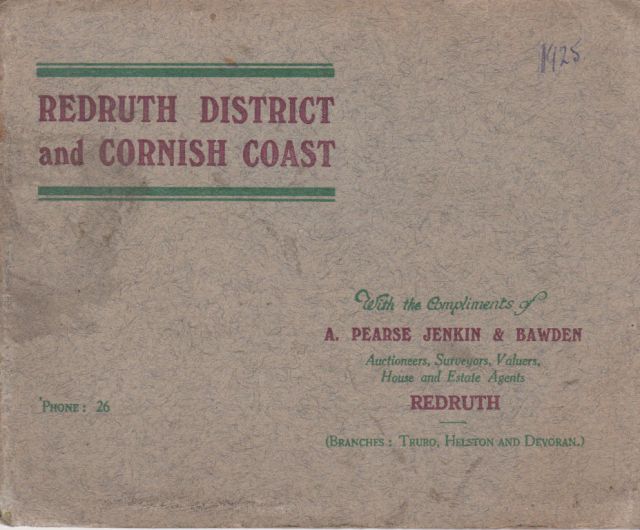 1925
REDRUTH DISTRICT
and CORNISH COAST
With the Compliments of
A. PEARSE JENKIN & BAWDEN
Auctioneers, Surveyors, Valuers,
House and Estate Agents
REDRUTH
'PHONE: 26
(BRANCHES: TRURO, HELSTON AND DEVORAN.)